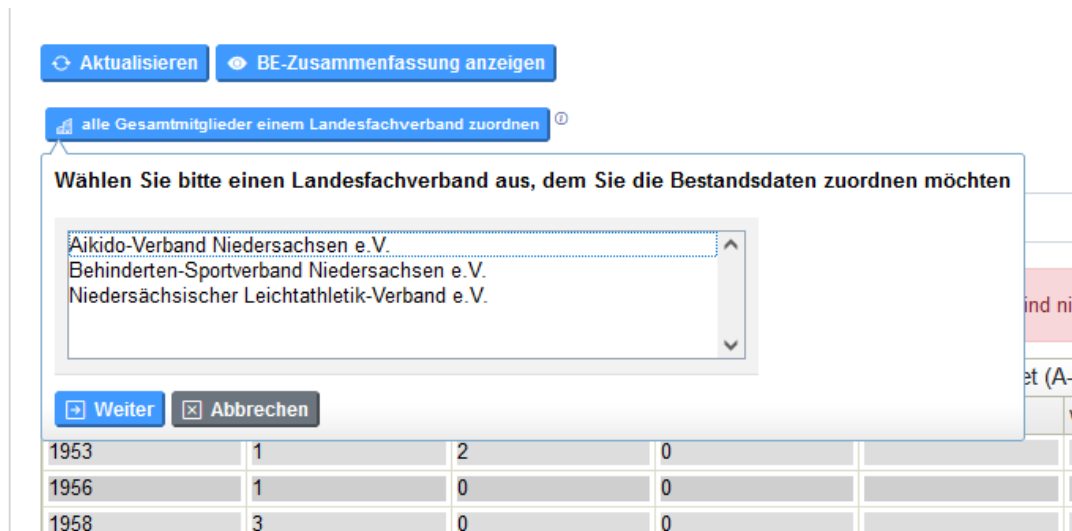 Aktualisieren BE-Zusammenfassung anzeigen
alle Gesamtmitglieder einem Landesfachverband zuordnen
Wählen Sie bitte einen Landesfachverband aus, dem Sie die Bestandsdaten zuordnen möchten
Aikido-Verband Niedersachsen e.V.
Behinderten-Sportverband Niedersachsen e.V.
Niedersächsischer Leichtathletik-Verband e.V.
Weiter Abbrechen
1953 1 2 0
1956 1 0 0
1958 3 0 0